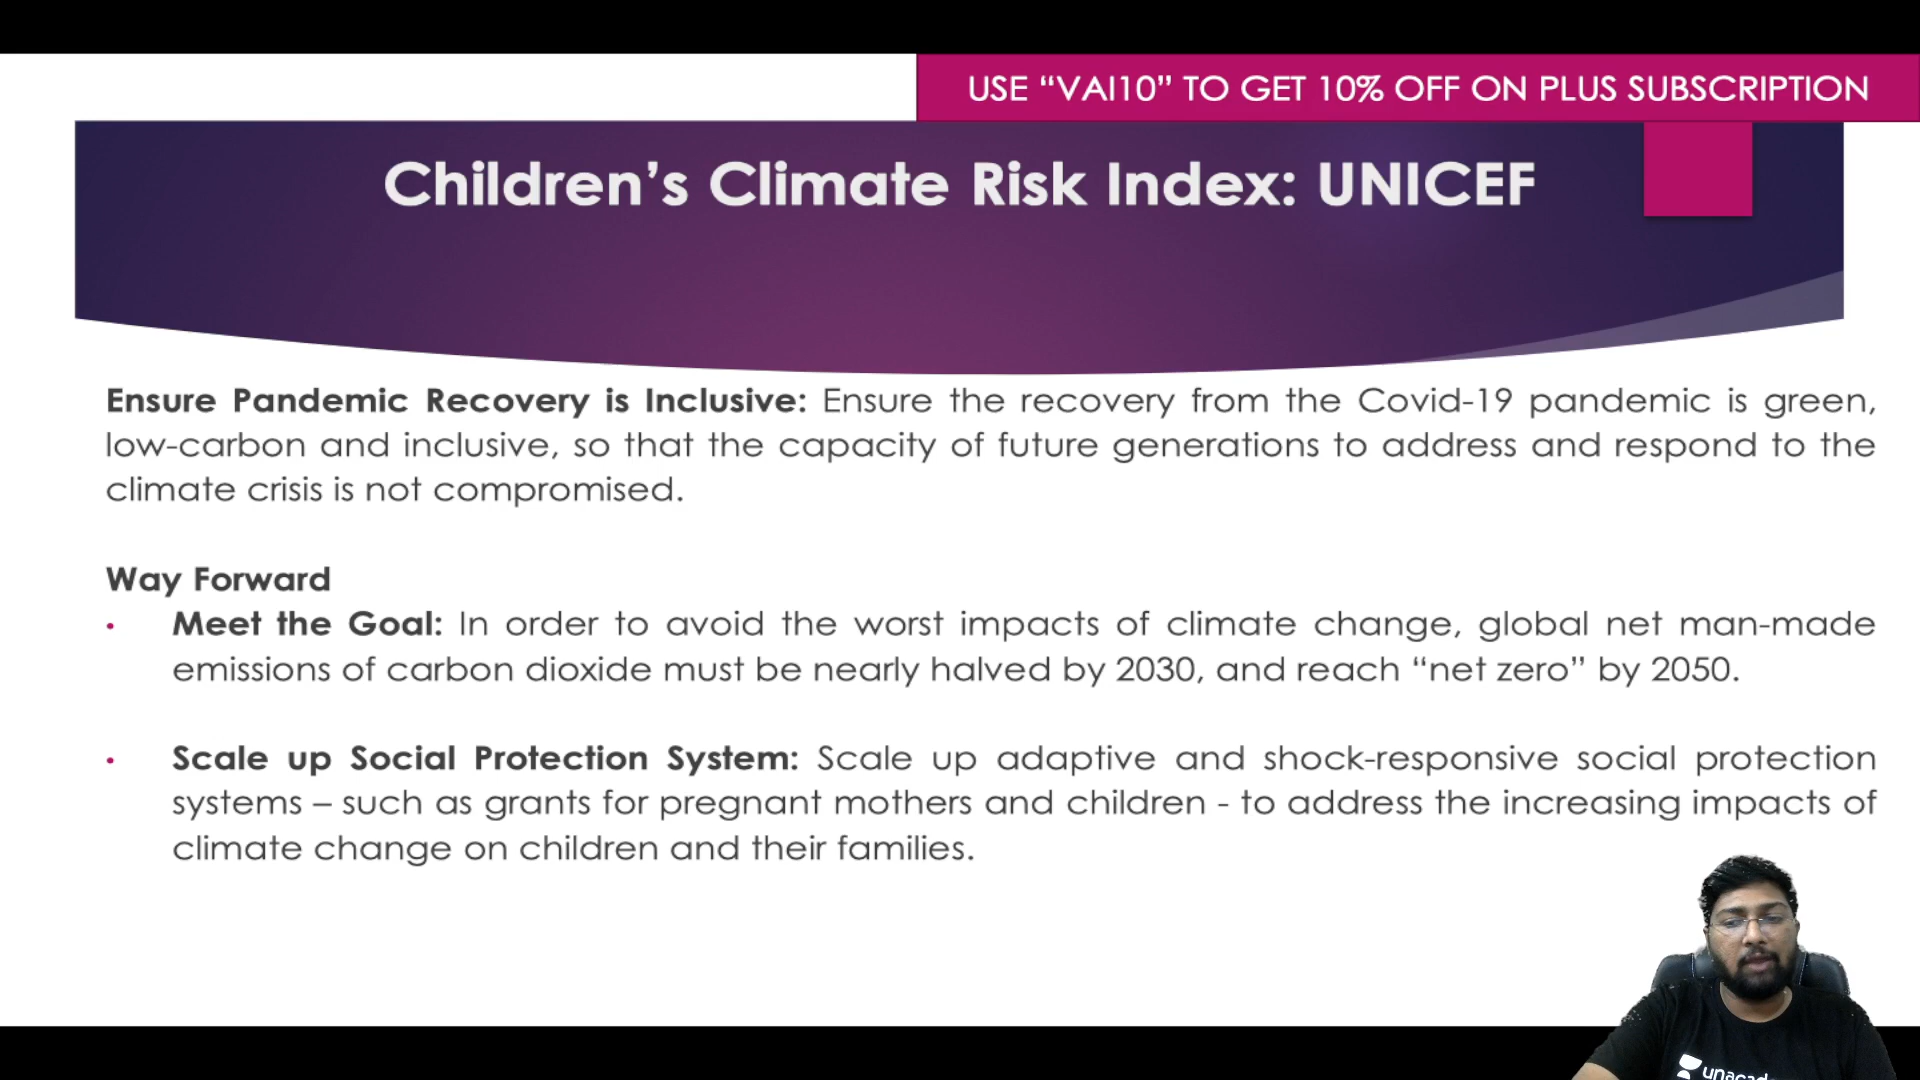 USE “VAI10” TO GET 10% OFF ON PLUS SUBSCRIPTION
Children’s Climate Risk Index: UNICEF
Ensure Pandemic Recovery is Inclusive: Ensure the recovery from the Covid-19 pandemic is green,
low-carbon and inclusive, so that the capacity of future generations to address and respond to the
climate crisis is not compromised.
Way Forward
• Meet the Goal: In order to avoid the worst impacts of climate change, global net man-made
emissions of carbon dioxide must be nearly halved by 2030, and reach “net zero” by 2050.
• Scale up Social Protection System: Scale up adaptive and shock-responsive social protection
systems – such as grants for pregnant mothers and children - to address the increasing impacts of
climate change on children and their families.